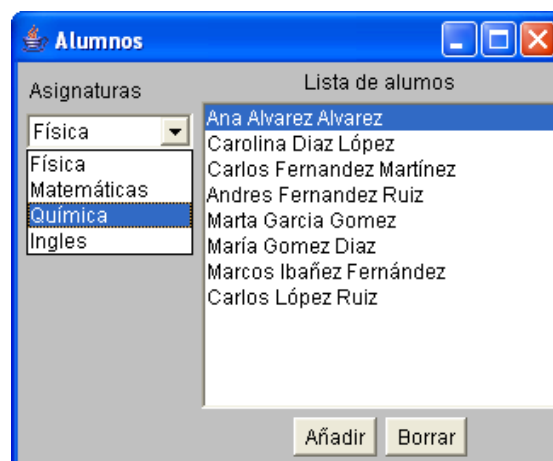 Alumnos
Asignaturas
Física
Física
Matemáticas
Química
Ingles
Lista de alumos
Ana Alvarez Alvarez
Carolina Diaz López
Carlos Fernandez Martínez
Andres Fernandez Ruiz
Marta Garcia Gomez
María Gomez Diaz
Marcos Ibañez Fernández
Carlos López Ruiz
Añadir
Borrar